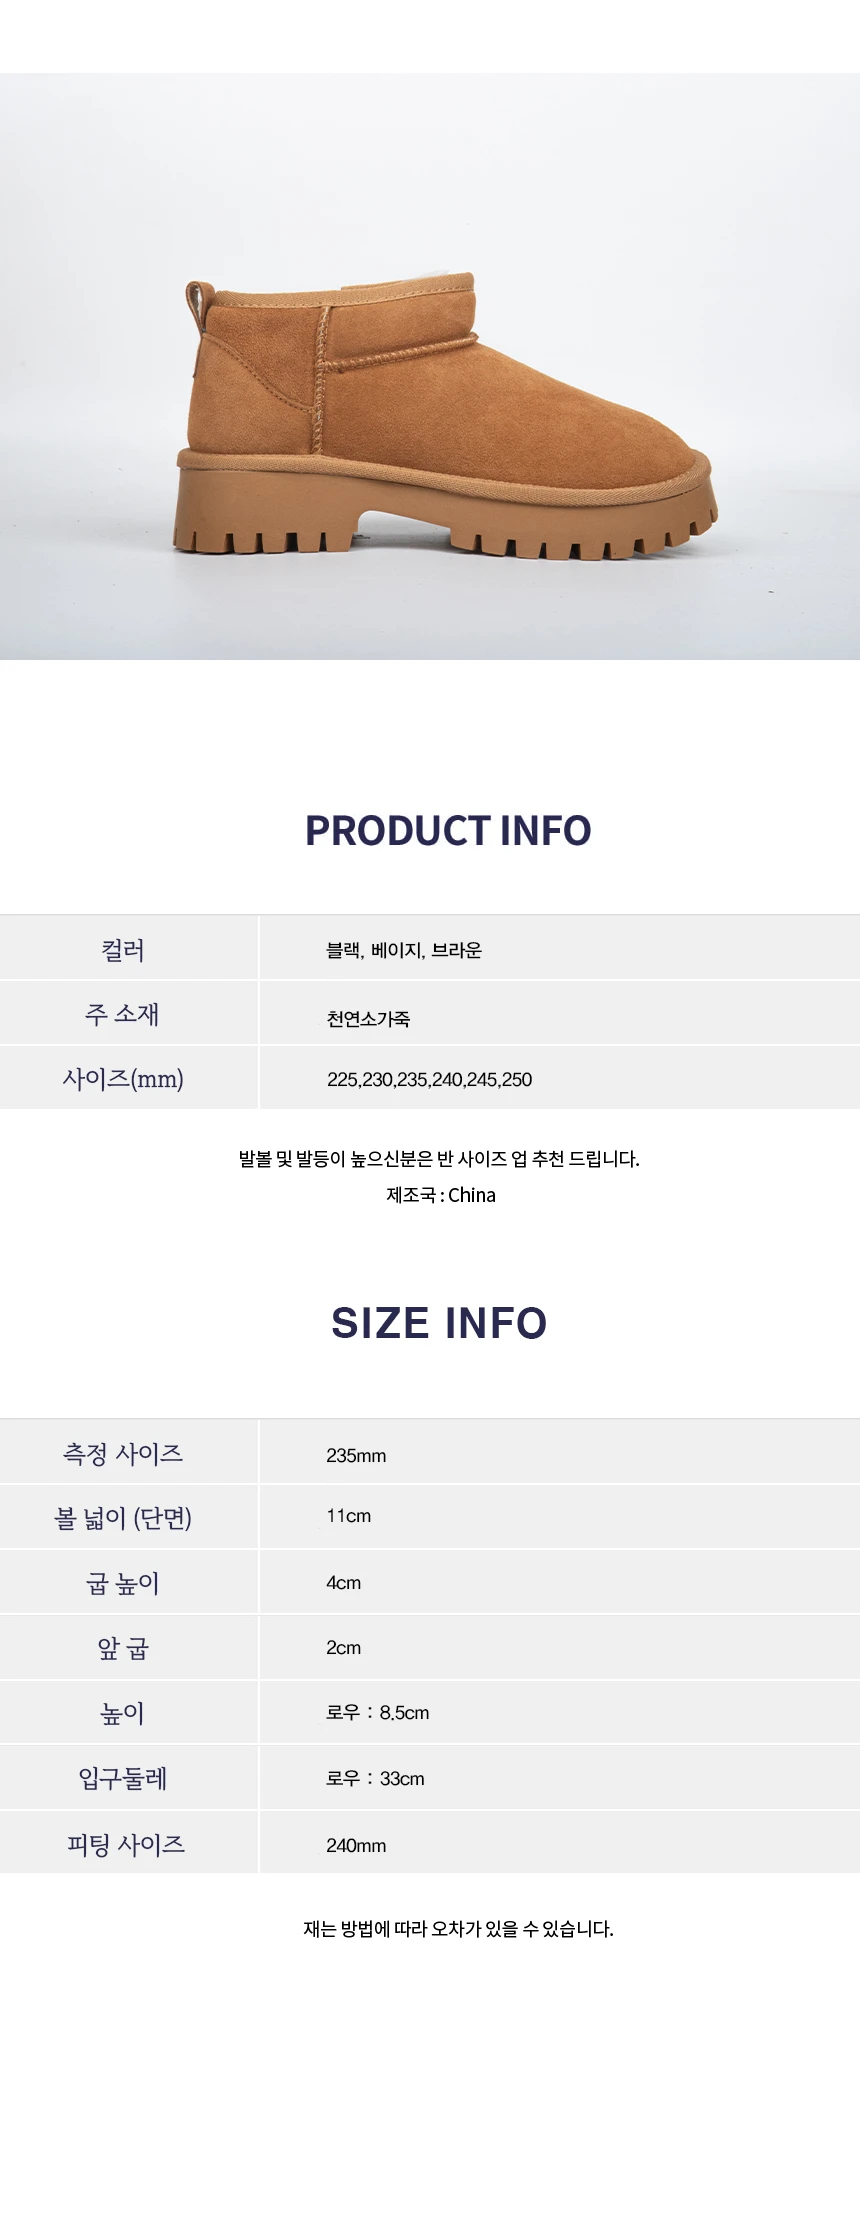 PRODUCT INFO
컬러 블랙, 베이지, 브라운
주 소재 천연소가죽
사이즈(mm) 225,230,235,240,245,250
발볼 및 발등이 높으신분은 반 사이즈 업 추천 드립니다.
제조국 : China
SIZE INFO
측정 사이즈 235mm
볼 넓이 (단면) 11cm
굽 높이 4cm
앞 굽 2cm
높이 로우 : 8.5cm
입구둘레 로우 : 33cm
피팅 사이즈 240mm
재는 방법에 따라 오차가 있을 수 있습니다.